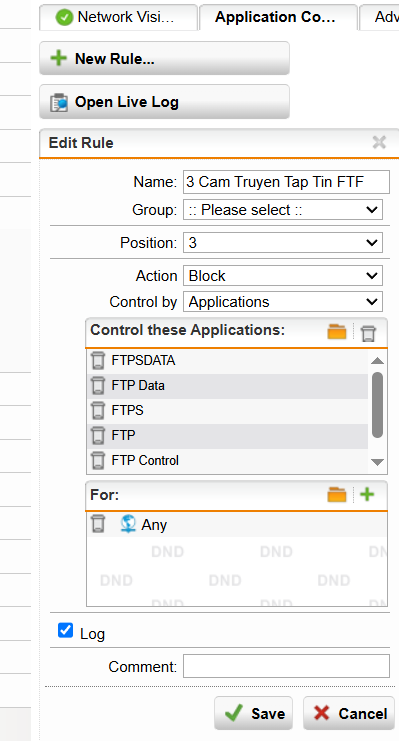 Network Visi...
Application Co...
Adv
New Rule...
Open Live Log
Edit Rule
Name: 3 Cam Truyen Tap Tin FTF
Group: :: Please select ::
Position: 3
Action Block
Control by Applications
Control these Applications:
FTPSDATA
FTP Data
FTPS
FTP
FTP Control
For:
Any
DND DND DND
DND DND DND
DND DND DND
Log
Comment:
Save Cancel